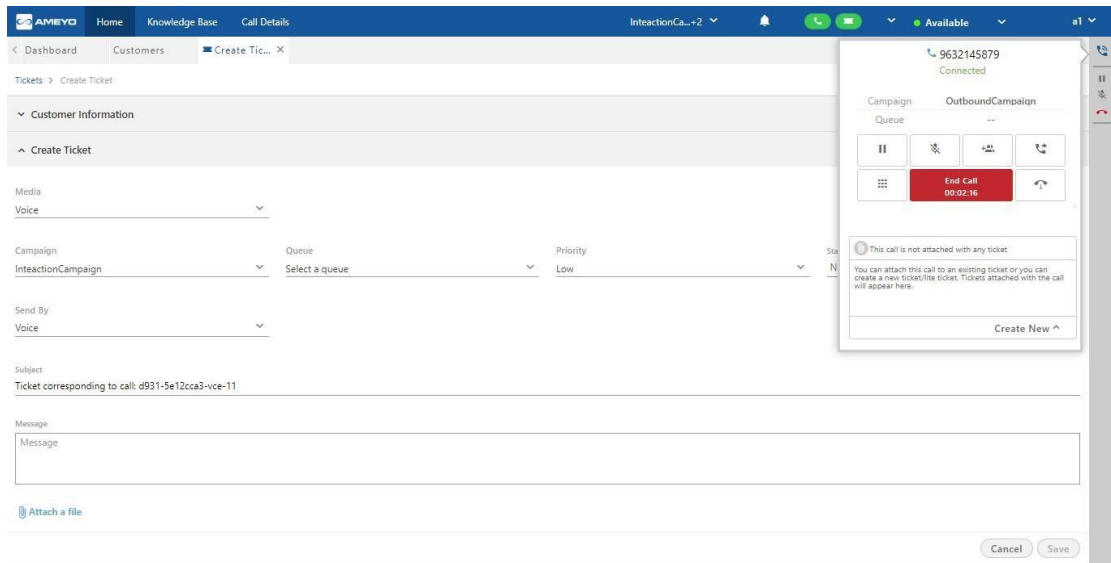 AMEYO Home Knowledge Base Call Details InteactionCa...+2 Available a1
Dashboard Customers Create Tic... ×
9632145879
Connected
Tickets > Create Ticket
Customer Information
Campaign OutboundCampaign
Queue --
Create Ticket
End Call
00:02:16
Media
Voice
Campaign Queue Priority Sta
InteactionCampaign Select a queue Low N
This call is not attached with any ticket
You can attach this call to an existing ticket or you can
create a new ticket/lite ticket. Tickets attached with the call
will appear here.
Create New
Send By
Voice
Subject
Ticket corresponding to call: d931-5e12cca3-vce-11
Message
Message
Attach a file
Cancel Save